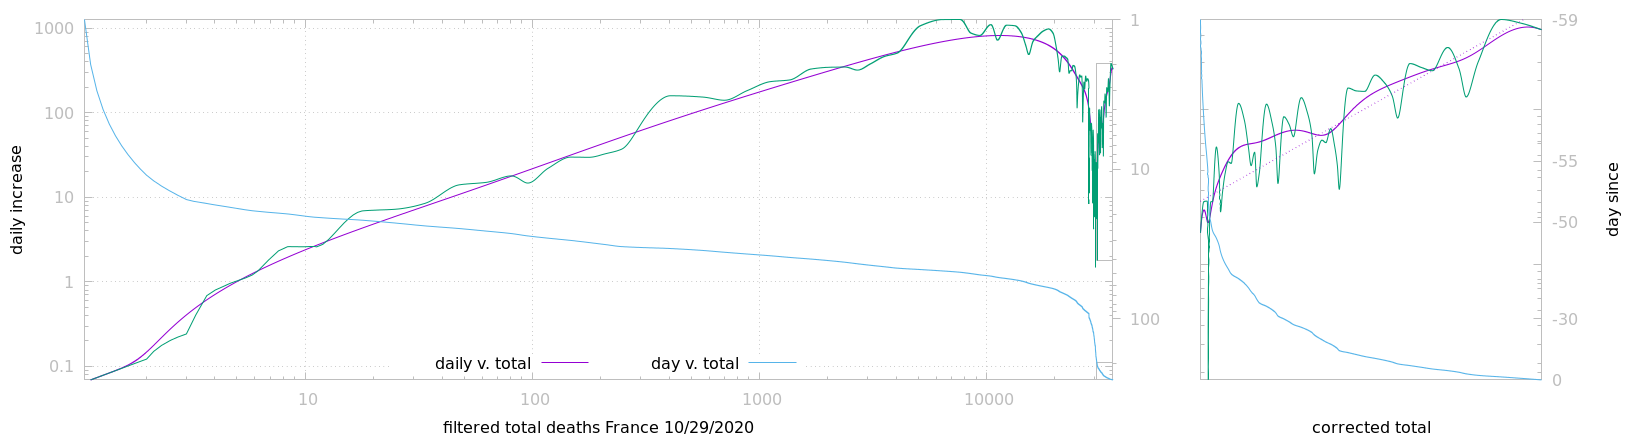 1000
100
10
1
0.1
daily increase
10
100
1000
10000
filtered total deaths France 10/29/2020
daily v. total
day v. total
1
10
100
-59
-55
-50
-30
0
day since
corrected total